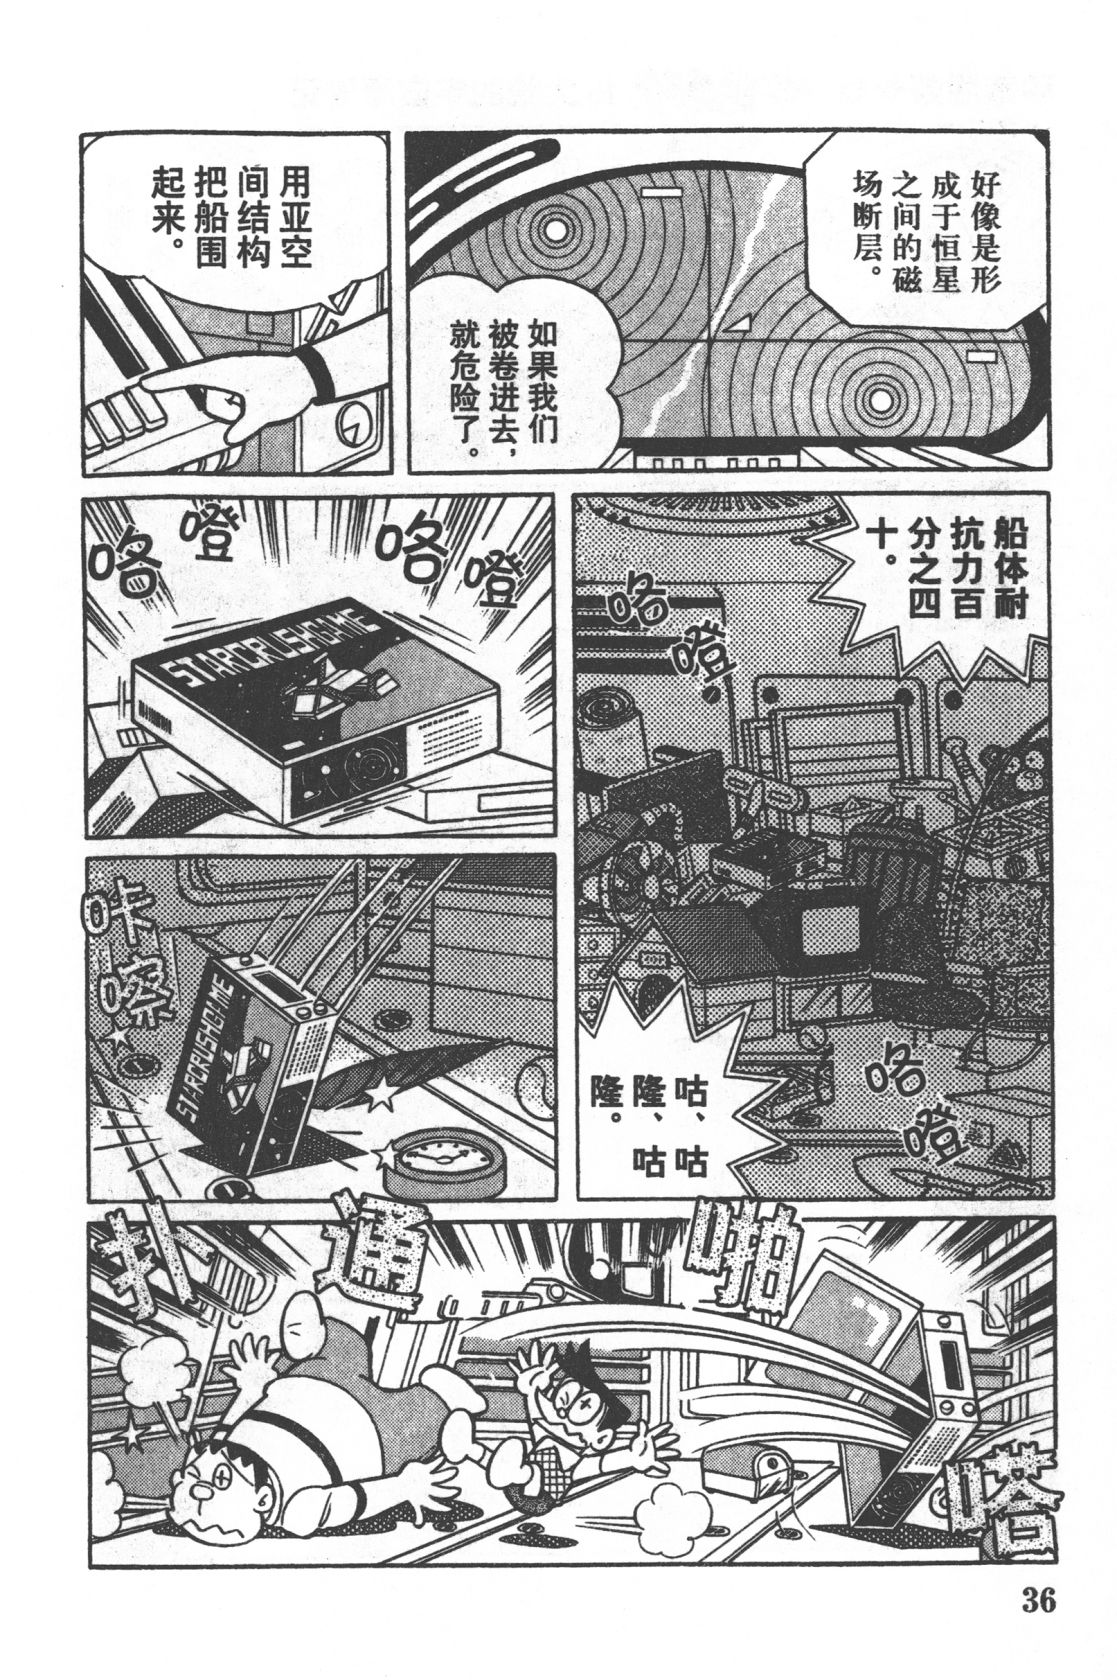 好像是形
成于恒星
之间的磁
场断层。
如果我们
被卷进去，
就危险了。
用亚空
间结构
把船围
起来。
船体耐
抗力百
分之四
十。
咯
噔
咕、咕
隆、咕
隆。
咯
噔
咯
噔
咯
噔
STARCRUSHGAME
咔
嚓
STARCRUSHGAME
扑
通
啪
嗒
36